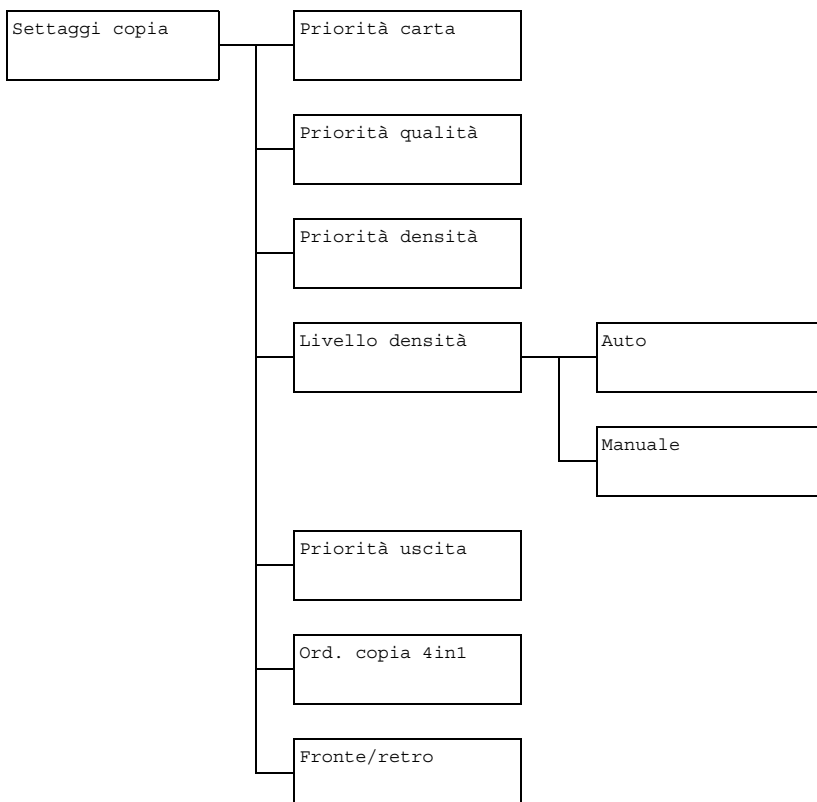 Settaggi copia
Priorità carta
Priorità qualità
Priorità densità
Livello densità
Auto
Manuale
Priorità uscita
Ord. copia 4in1
Fronte/retro